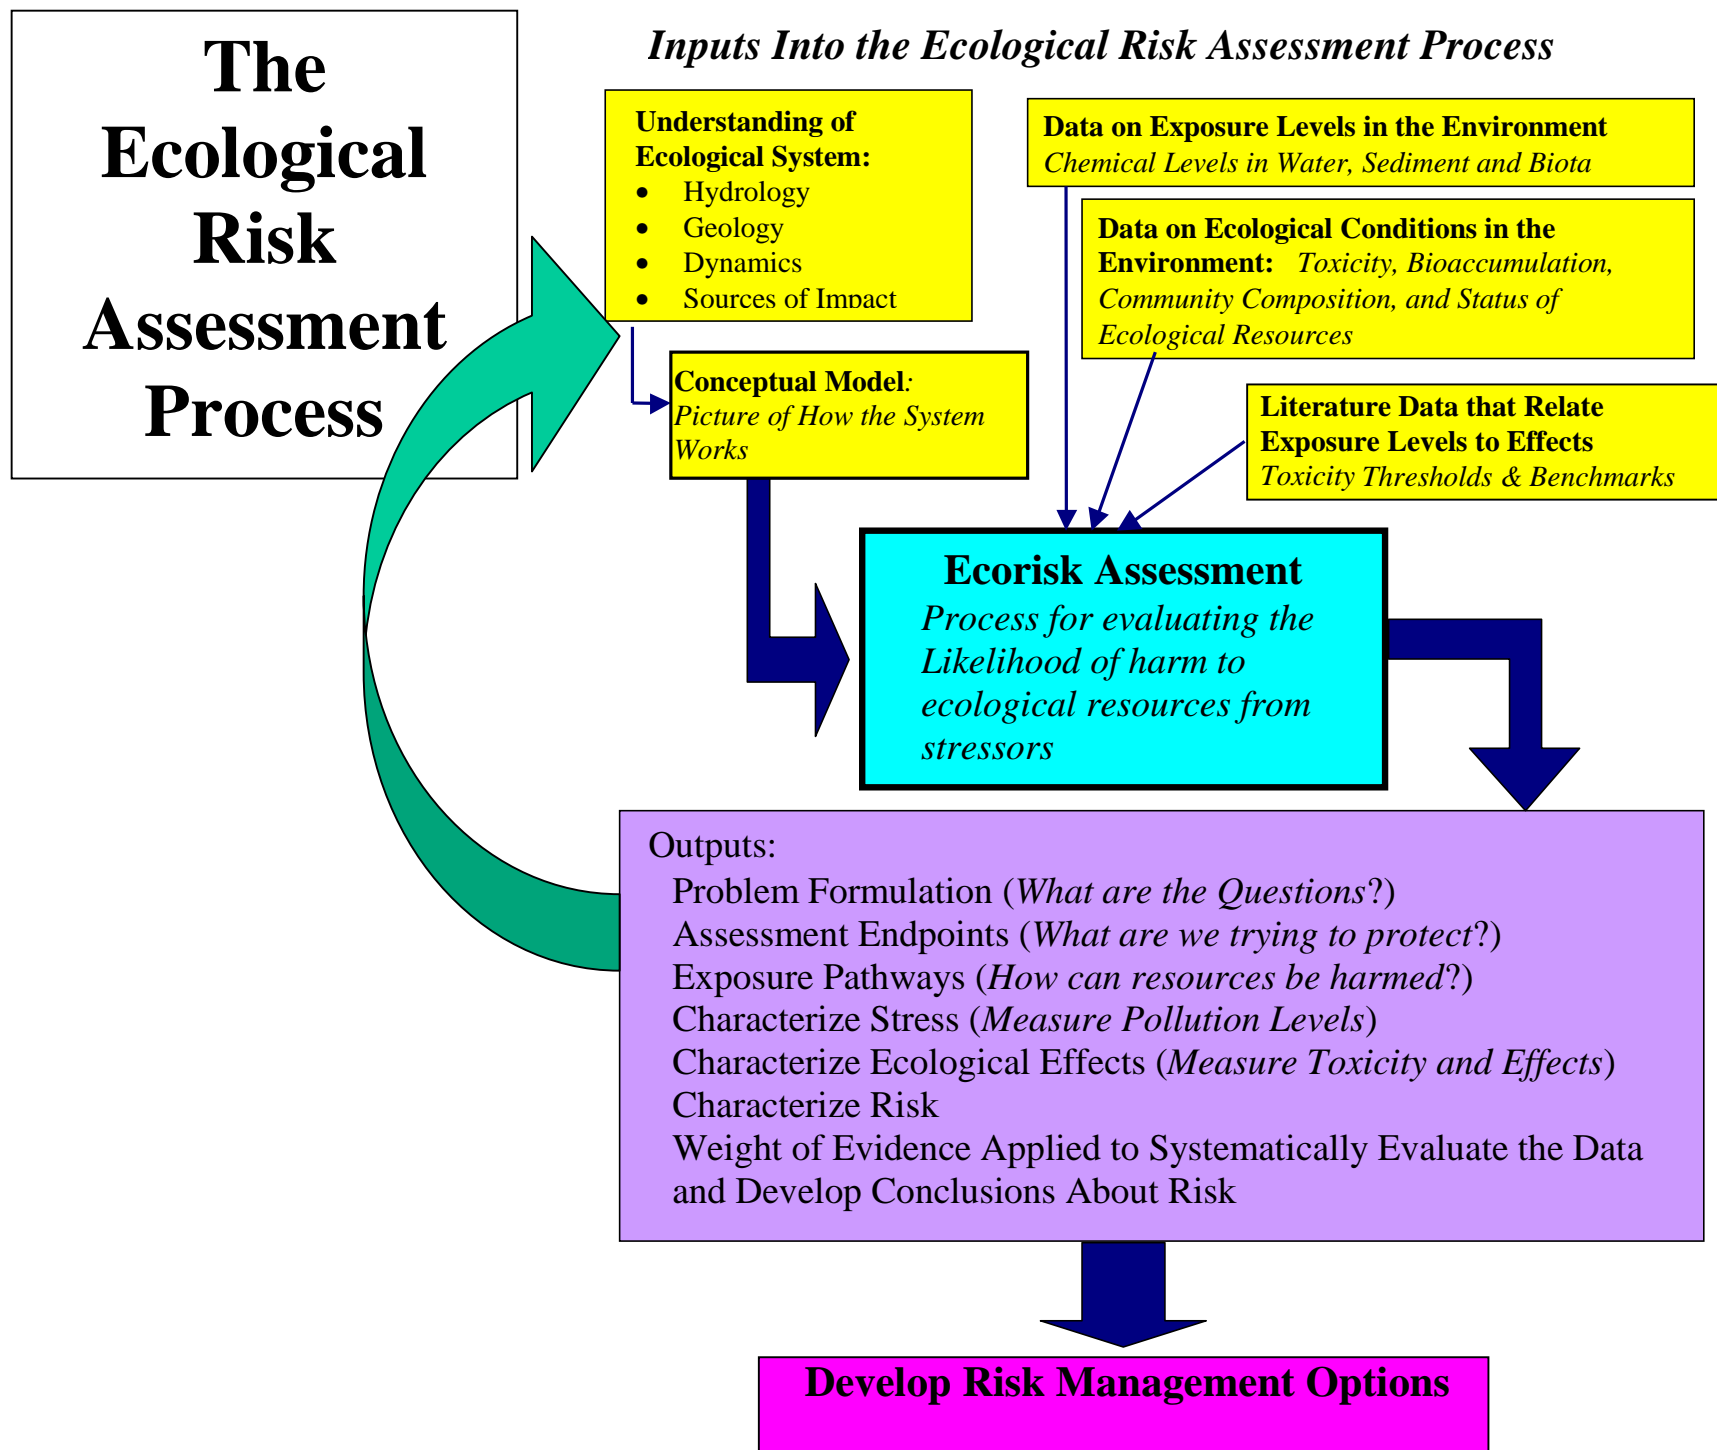 The
Ecological
Risk
Assessment
Process
Inputs Into the Ecological Risk Assessment Process
Understanding of
Ecological System:
• Hydrology
• Geology
• Dynamics
• Sources of Impact
Conceptual Model:
Picture of How the System
Works
Data on Exposure Levels in the Environment
Chemical Levels in Water, Sediment and Biota
Data on Ecological Conditions in the
Environment: Toxicity, Bioaccumulation,
Community Composition, and Status of
Ecological Resources
Literature Data that Relate
Exposure Levels to Effects
Toxicity Thresholds & Benchmarks
Ecorisk Assessment
Process for evaluating the
Likelihood of harm to
ecological resources from
stressors
Outputs:
Problem Formulation (What are the Questions?)
Assessment Endpoints (What are we trying to protect?)
Exposure Pathways (How can resources be harmed?)
Characterize Stress (Measure Pollution Levels)
Characterize Ecological Effects (Measure Toxicity and Effects)
Characterize Risk
Weight of Evidence Applied to Systematically Evaluate the Data
and Develop Conclusions About Risk
Develop Risk Management Options